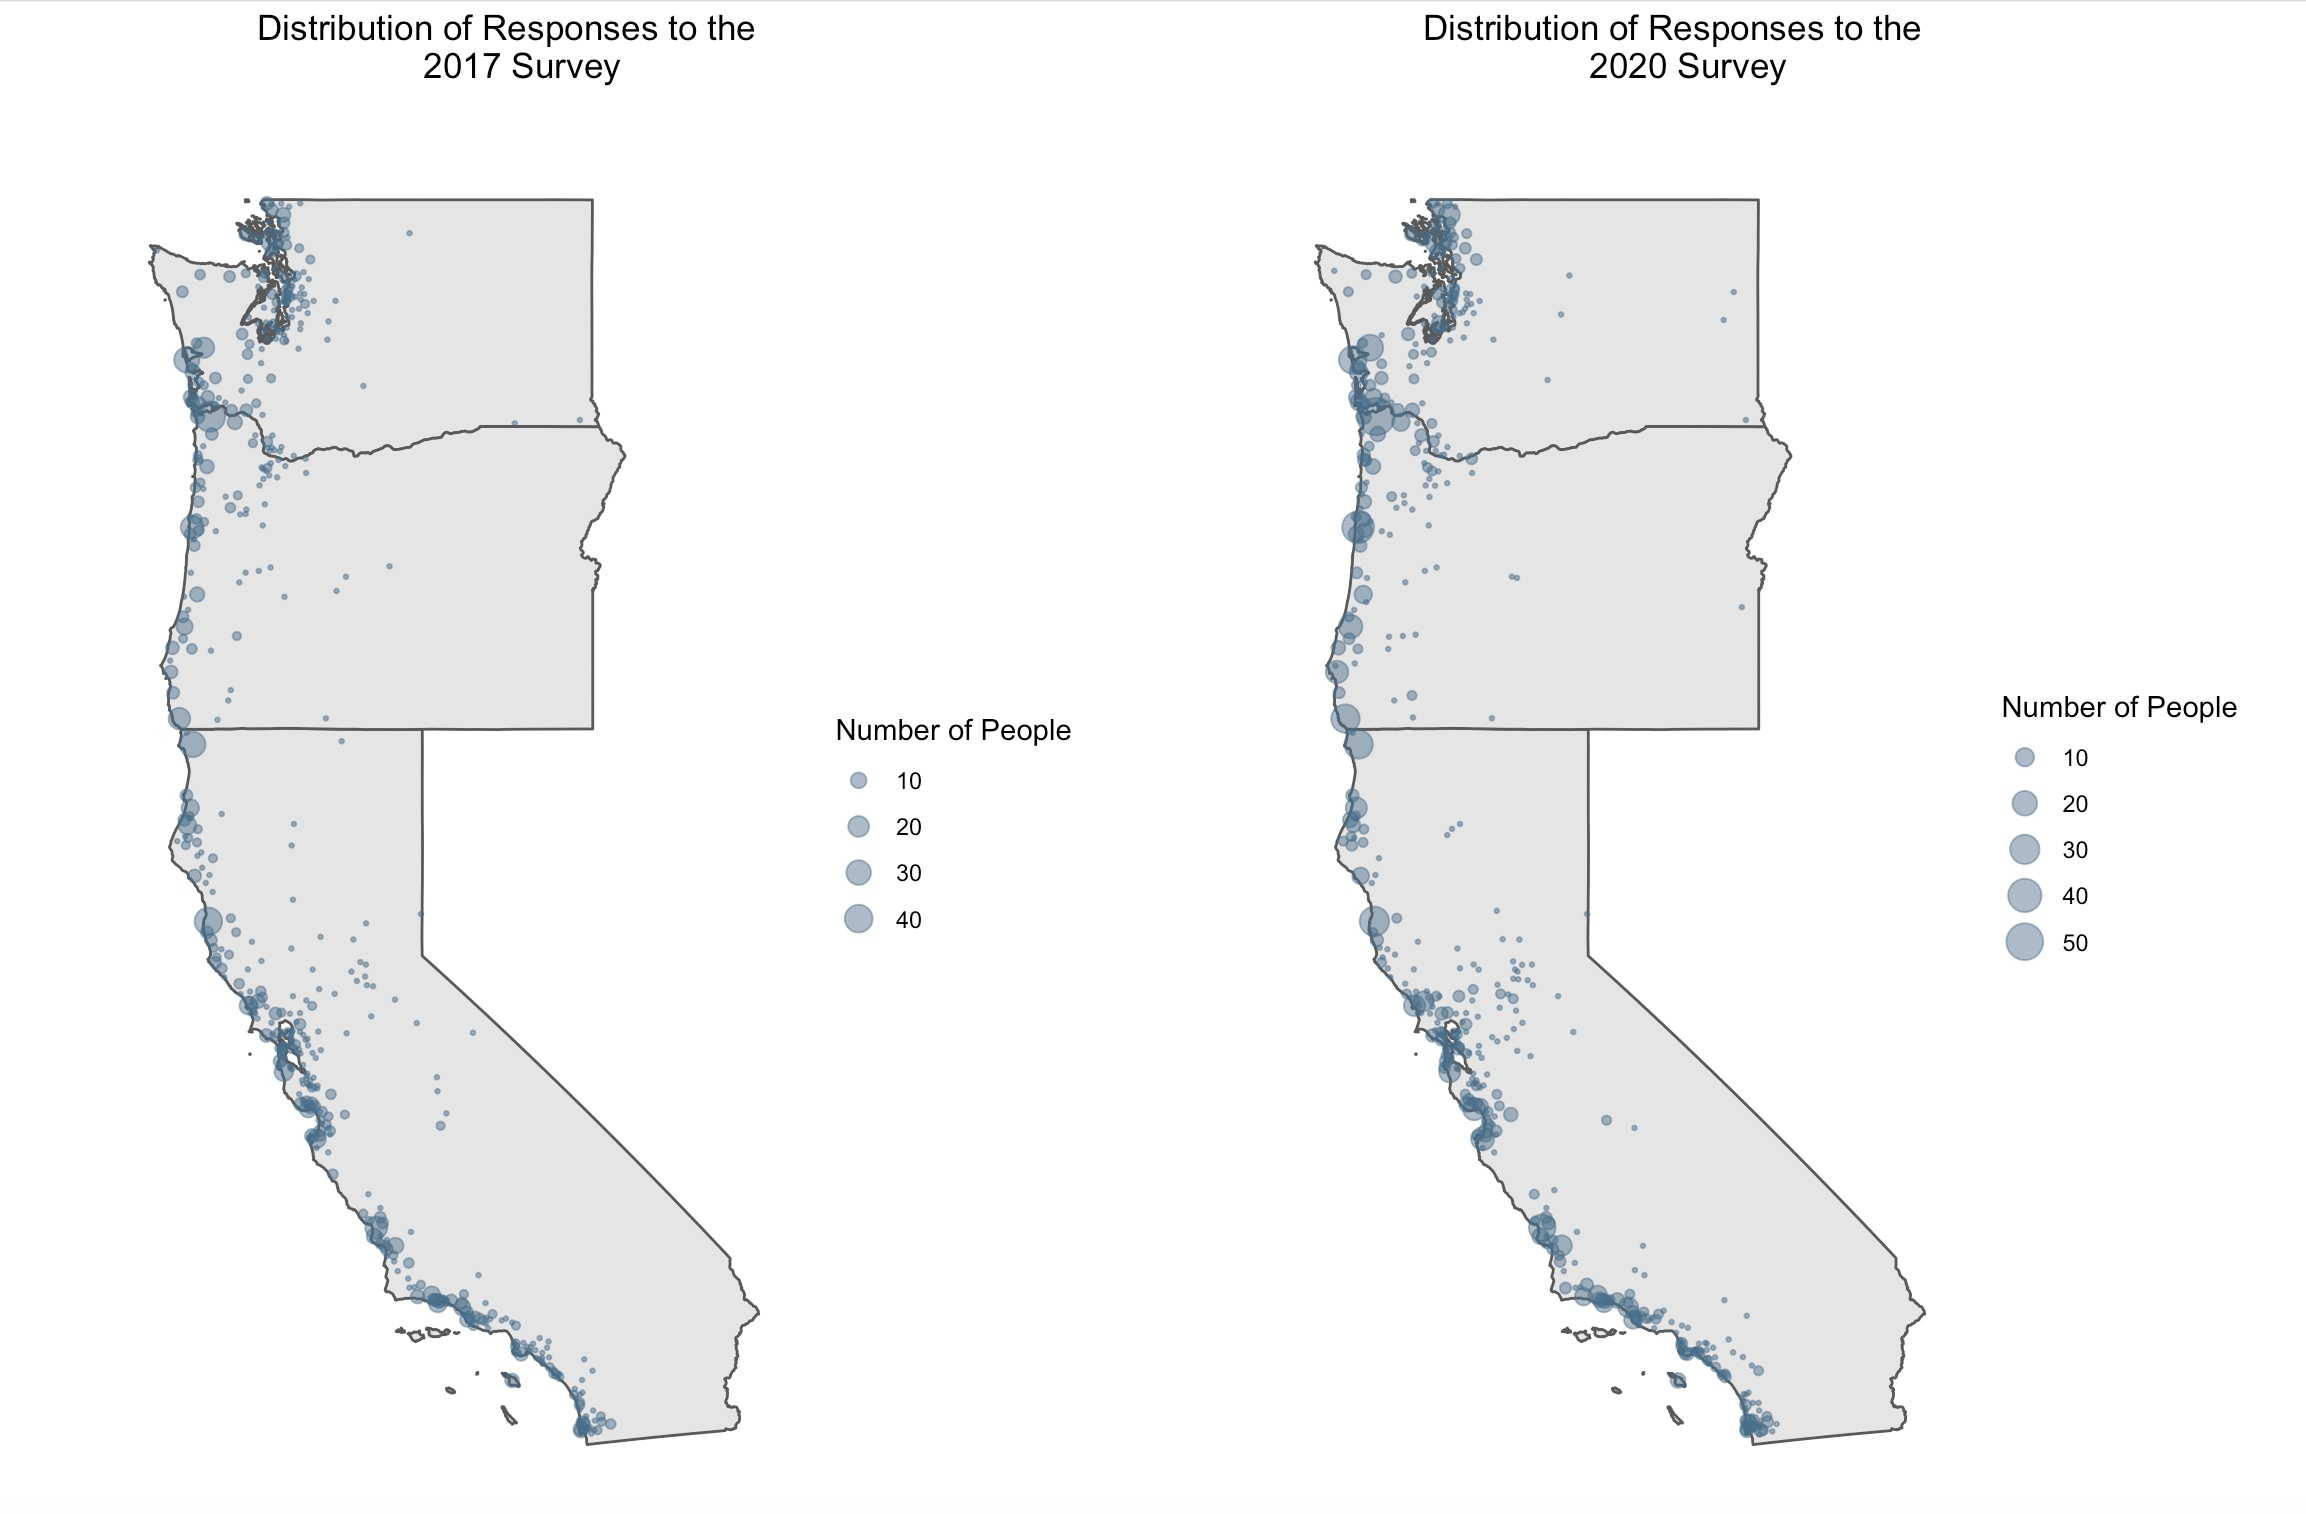 Distribution of Responses to the
2017 Survey
Number of People
10
20
30
40
Distribution of Responses to the
2020 Survey
Number of People
10
20
30
40
50